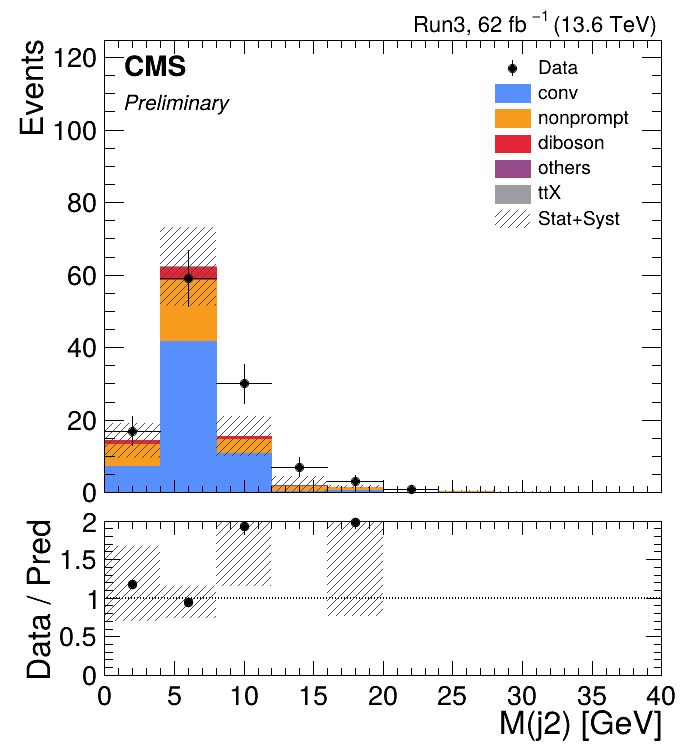 Run3, 62 fb⁻¹ (13.6 TeV)
CMS
Preliminary
Events
120
100
80
60
40
20
0
Data
conv
nonprompt
diboson
others
ttX
Stat+Syst
Data / Pred
2
1.5
1
0.5
0
0 5 10 15 20 25 30 35 40
M(j2) [GeV]